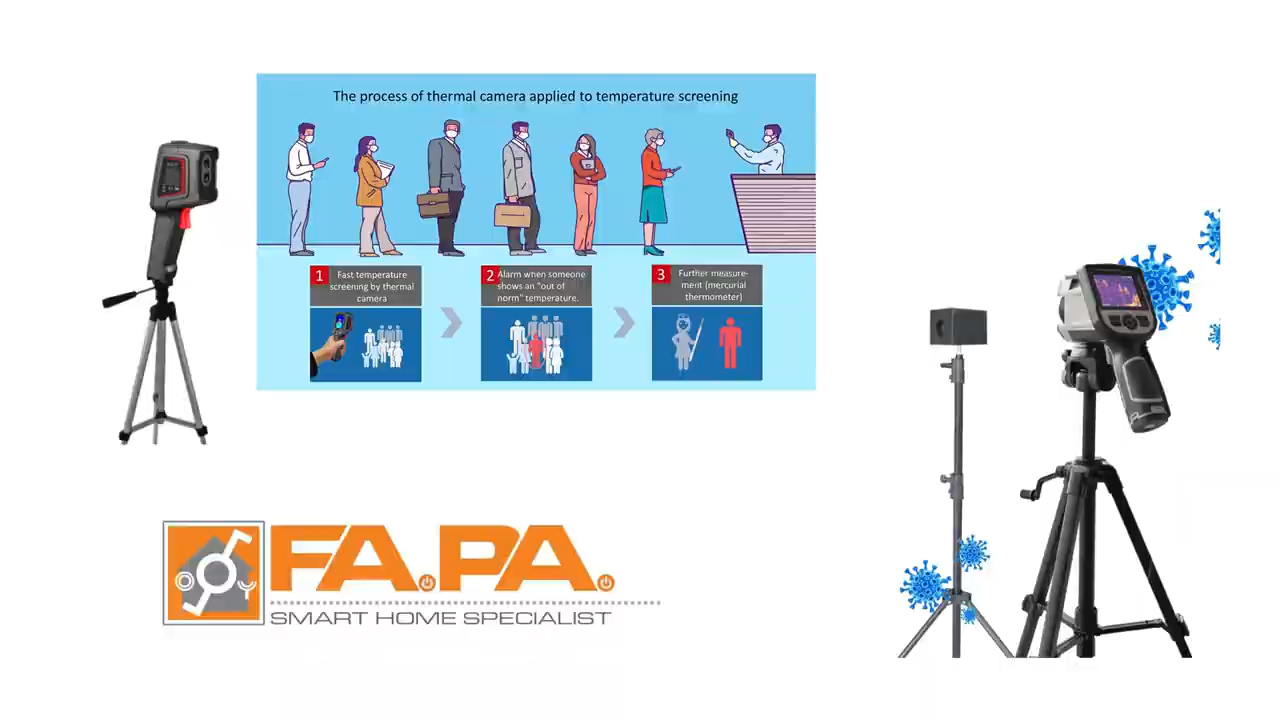 The process of thermal camera applied to temperature screening
1
Fast temperature
screening by thermal
camera
2
Alarm when someone
shows an "out of
norm" temperature.
3
Further measure-
ment (mercurial
thermometer)
FA.PA.
SMART HOME SPECIALIST